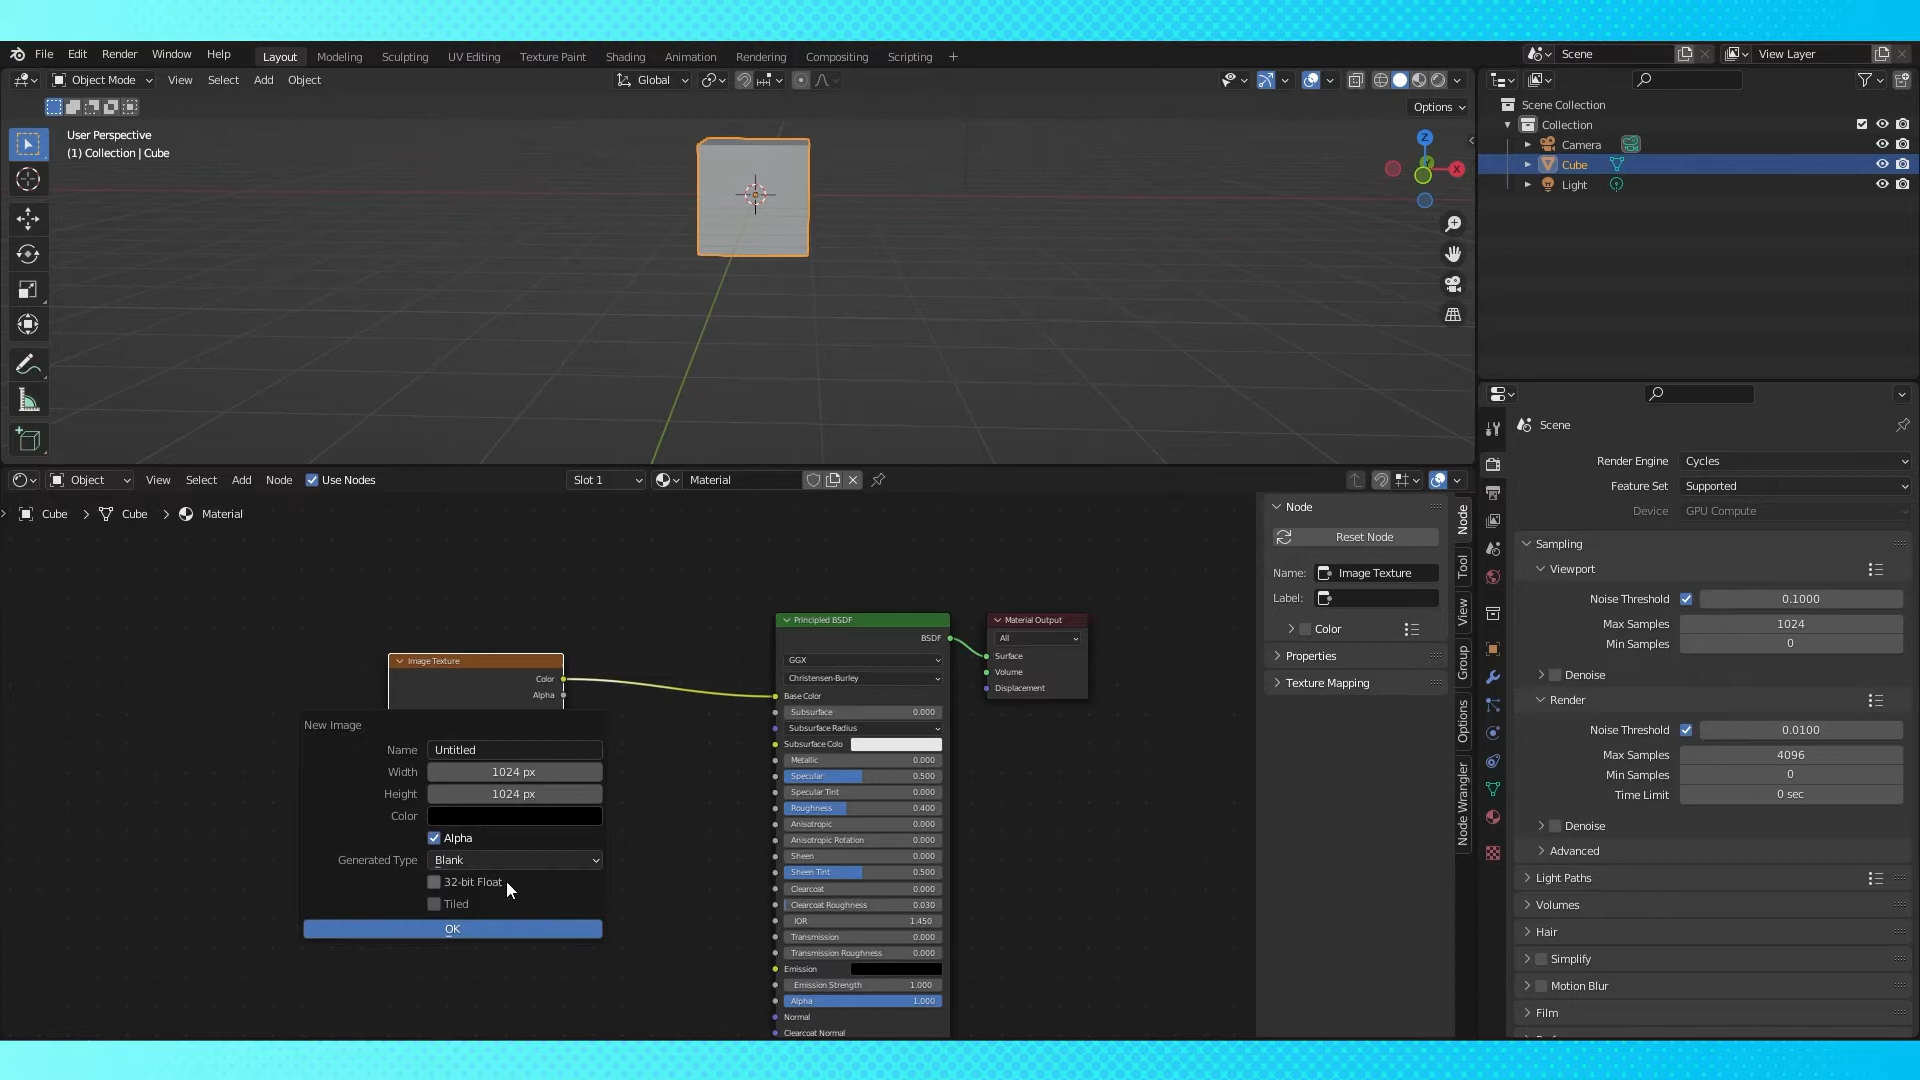 File Edit Render Window Help Layout Modeling Sculpting UV Editing Texture Paint Shading Animation Rendering Compositing Scripting + Scene View Layer
Object Mode View Select Add Object Global
Options
User Perspective
(1) Collection | Cube
Z
Y
X
Scene Collection
Collection
Camera
Cube
Light
Scene
Render Engine Cycles
Feature Set Supported
Device GPU Compute
Sampling
Viewport
Noise Threshold 0.1000
Max Samples 1024
Min Samples 0
Denoise
Render
Noise Threshold 0.0100
Max Samples 4096
Min Samples 0
Time Limit 0 sec
Denoise
Advanced
Light Paths
Volumes
Hair
Simplify
Motion Blur
Film
Object View Select Add Node Use Nodes Slot 1 Material
Cube > Cube > Material
Image Texture
Color
Alpha
New Image
Name Untitled
Width 1024 px
Height 1024 px
Color
Alpha
Generated Type Blank
32-bit Float
Tiled
OK
Principled BSDF
BSDF
GGX
Christensen-Burley
Base Color
Subsurface 0.000
Subsurface Radius
Subsurface Colo
Metallic 0.000
Specular 0.500
Specular Tint 0.000
Roughness 0.400
Anisotropic 0.000
Anisotropic Rotation 0.000
Sheen 0.000
Sheen Tint 0.500
Clearcoat 0.000
Clearcoat Roughness 0.030
IOR 1.450
Transmission 0.000
Transmission Roughness 0.000
Emission
Emission Strength 1.000
Alpha 1.000
Normal
Clearcoat Normal
Material Output
All
Surface
Volume
Displacement
Node
Reset Node
Name: Image Texture
Label:
Color
Properties
Texture Mapping
Node
Tool
View
Group
Options
Node Wrangler